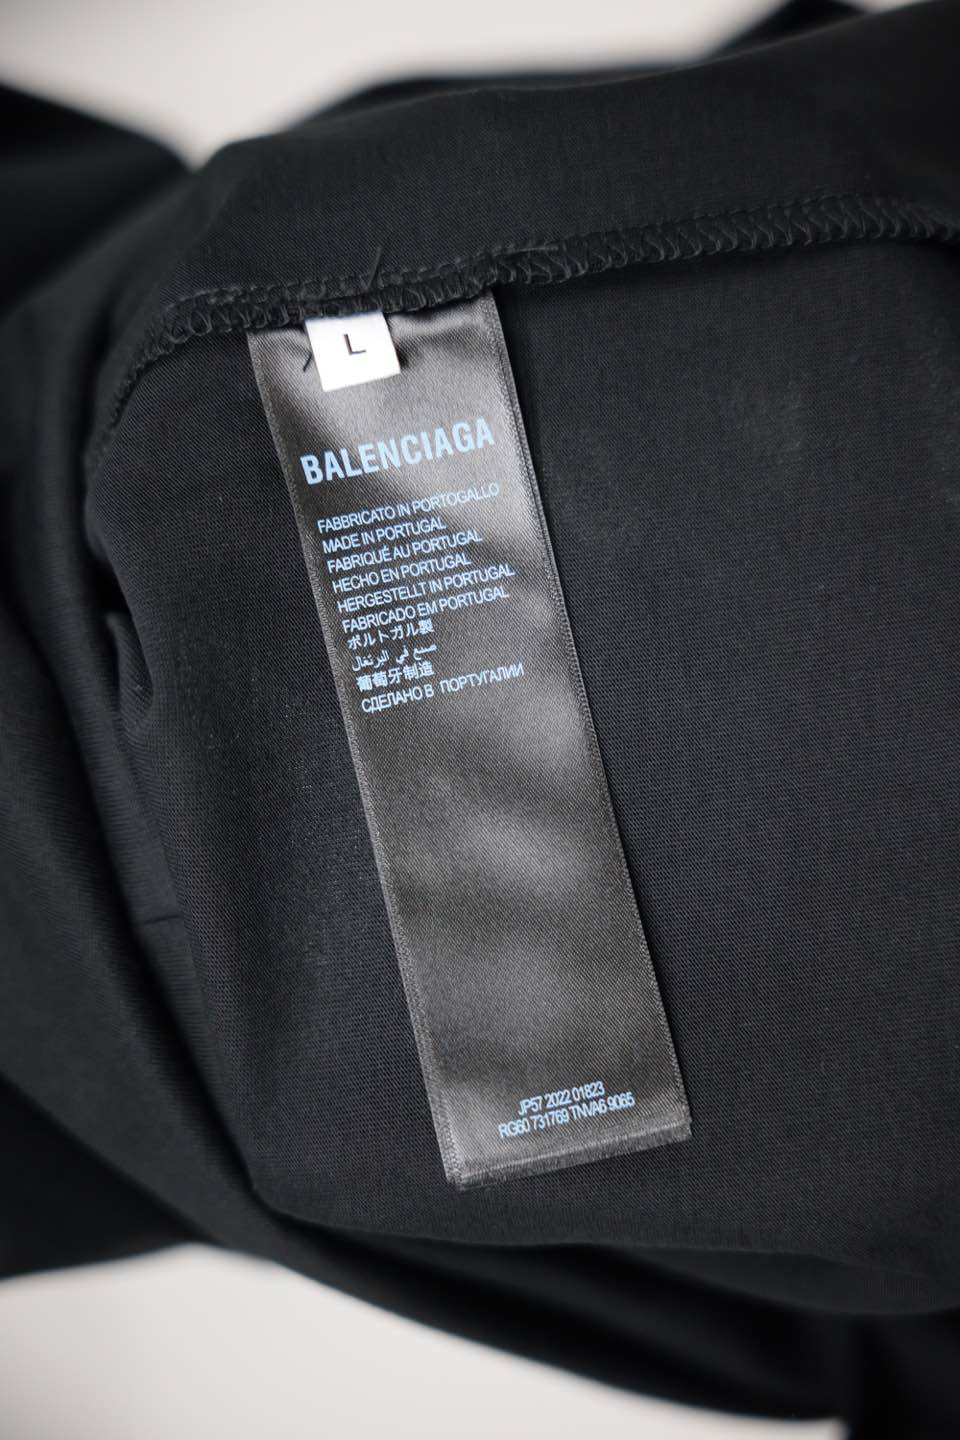 L
BALENCIAGA
FABBRICATO IN PORTOGALLO
MADE IN PORTUGAL
FABRIQUÉ AU PORTUGAL
HECHO EN PORTUGAL
HERGESTELLT IN PORTUGAL
FABRICADO EM PORTUGAL
ポルトガル製
صنع في البرتغال
葡萄牙制造
СДЕЛАНО В ПОРТУГАЛИИ
JP57 2022 01823
RG60 731769 TNVA6 9065